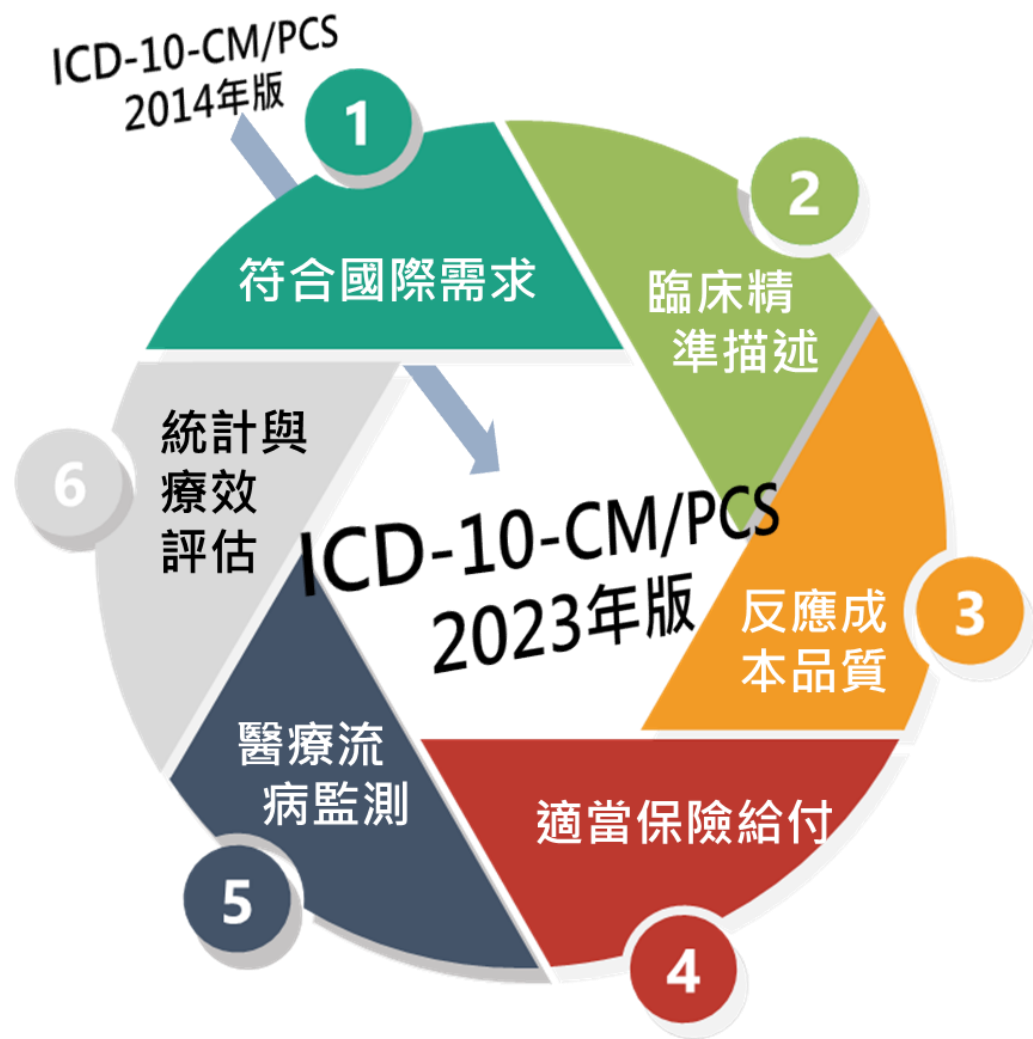 ICD-10-CM/PCS
2014年版
1
符合國際需求
2
臨床精
準描述
3
反應成
本品質
4
適當保險給付
5
醫療流
病監測
6
統計與
療效
評估
ICD-10-CM/PCS
2023年版